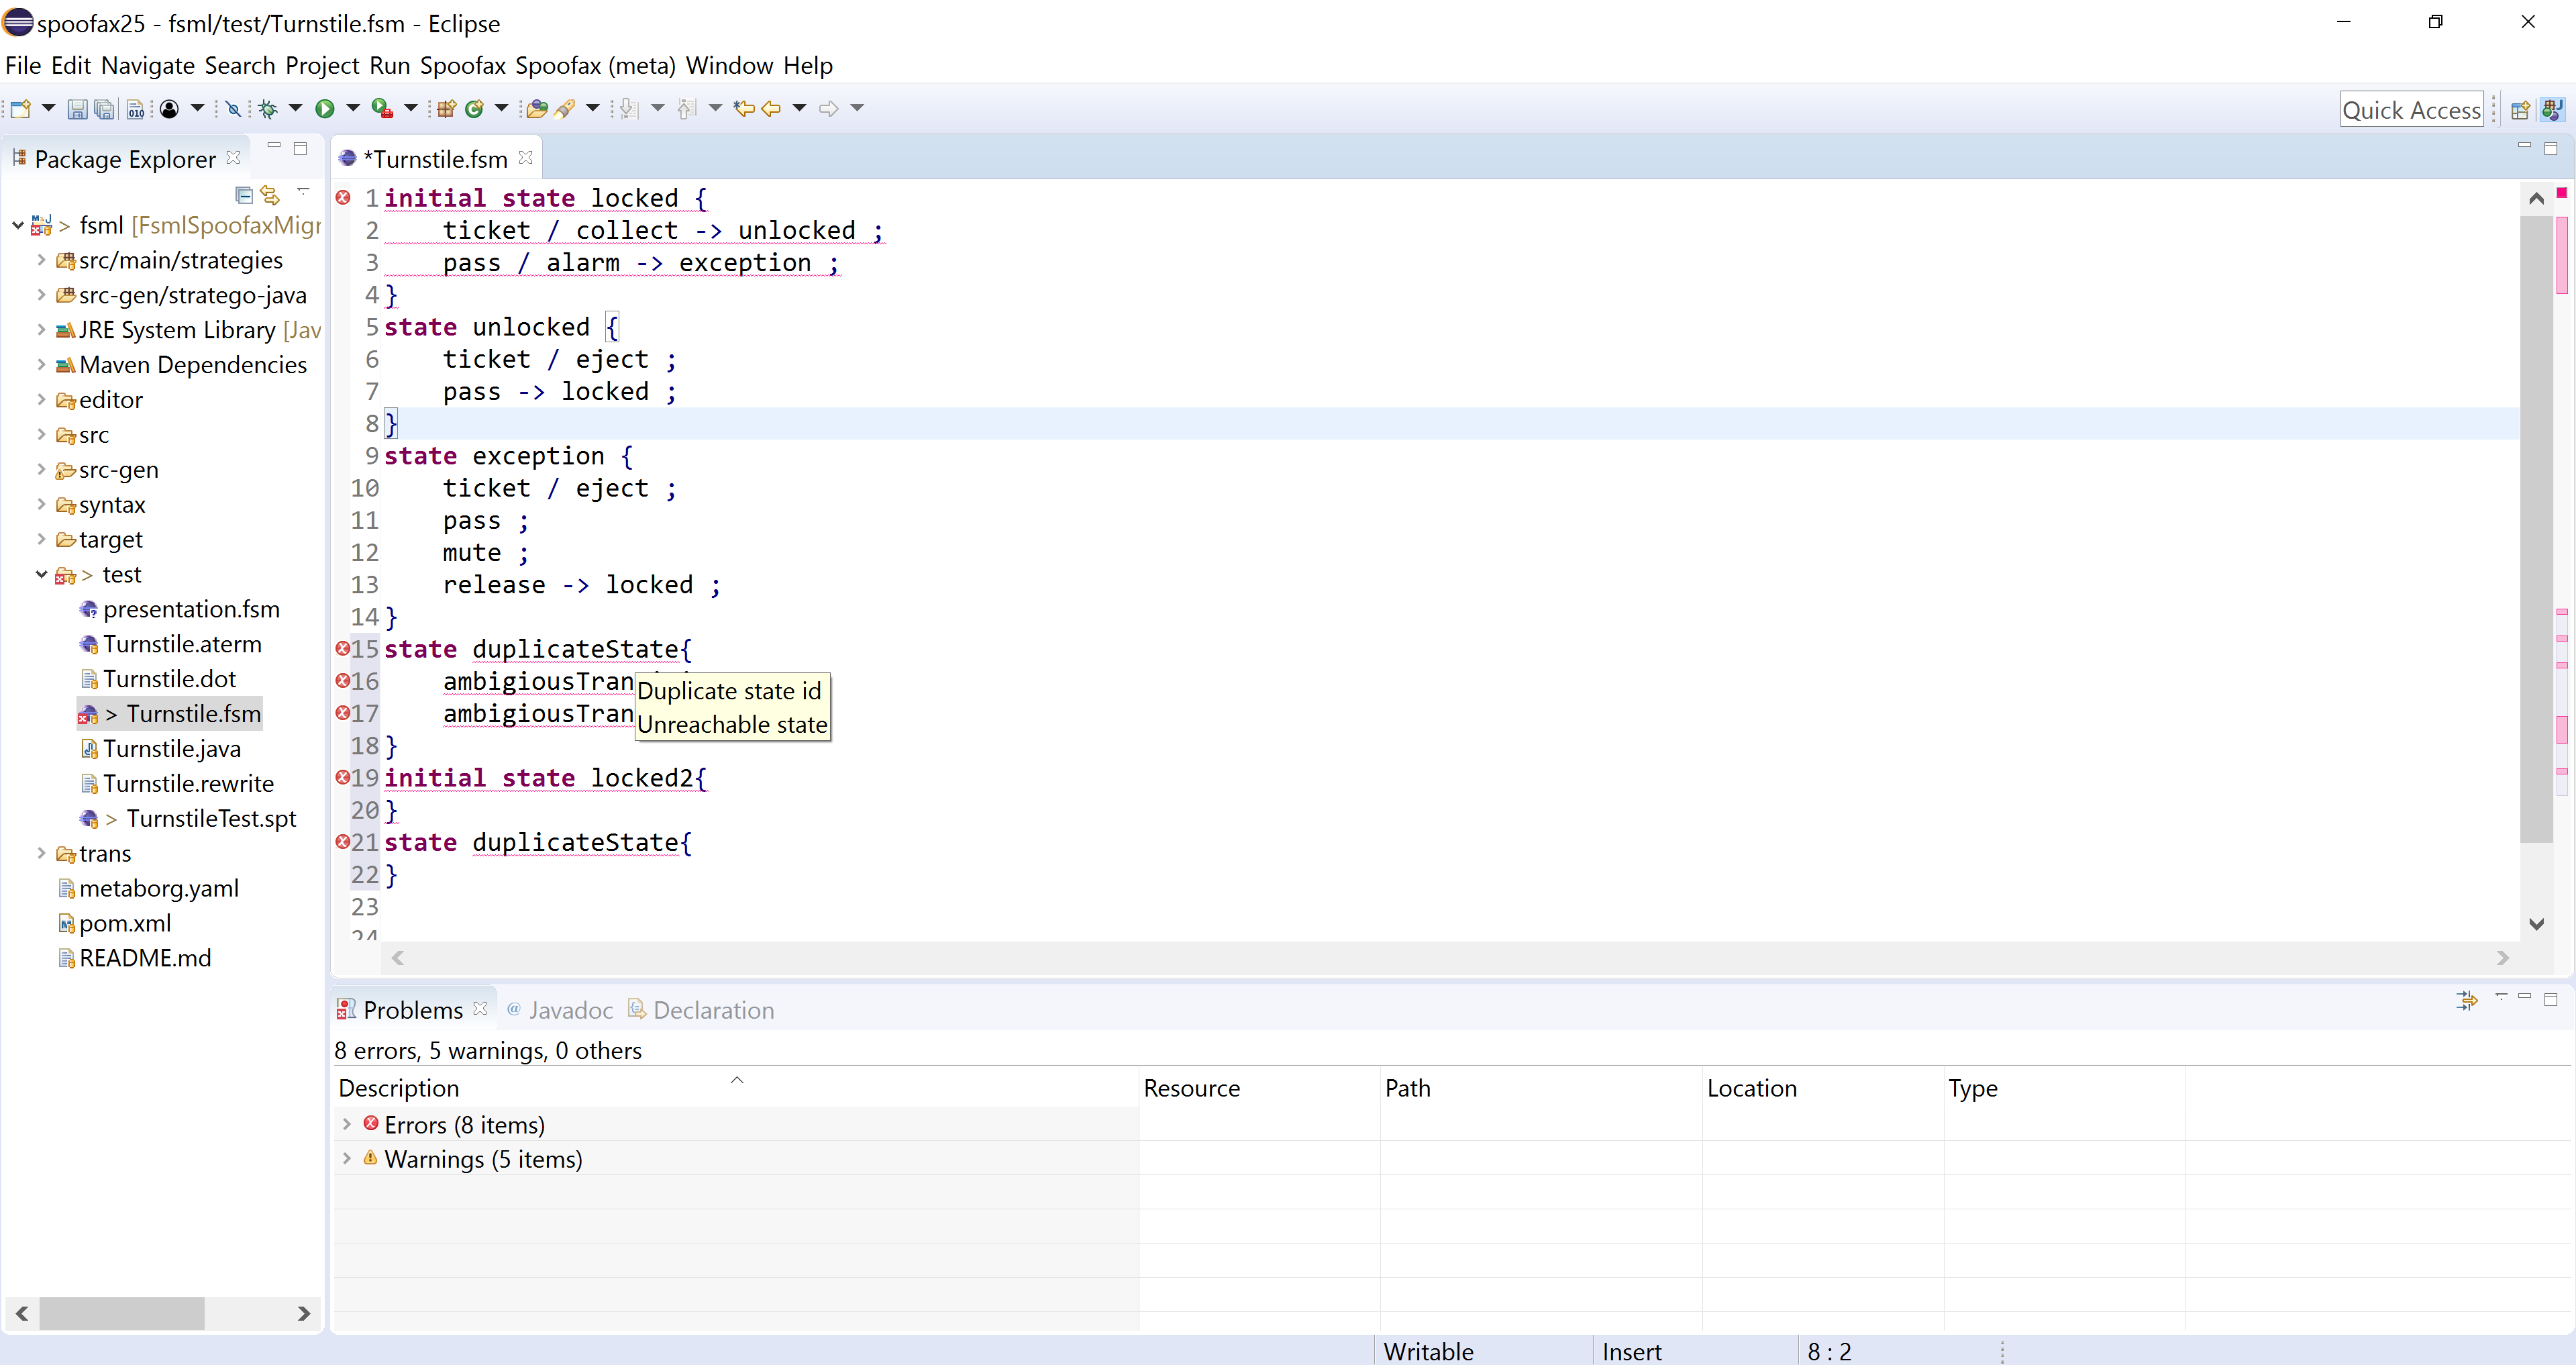 spoofax25 - fsml/test/Turnstile.fsm - Eclipse
File Edit Navigate Search Project Run Spoofax Spoofax (meta) Window Help
Quick Access
Package Explorer
> fsml [FsmlSpoofaxMigr
src/main/strategies
src-gen/stratego-java
JRE System Library [Jav
Maven Dependencies
editor
src
src-gen
syntax
target
> test
presentation.fsm
Turnstile.aterm
Turnstile.dot
> Turnstile.fsm
Turnstile.java
Turnstile.rewrite
> TurnstileTest.spt
trans
metaborg.yaml
pom.xml
README.md
*Turnstile.fsm
1 initial state locked {
2     ticket / collect -> unlocked ;
3     pass / alarm -> exception ;
4 }
5 state unlocked {
6     ticket / eject ;
7     pass -> locked ;
8 }
9 state exception {
10     ticket / eject ;
11     pass ;
12     mute ;
13     release -> locked ;
14 }
15 state duplicateState{
16     ambigiousTran
17     ambigiousTran
Duplicate state id
Unreachable state
18 }
19 initial state locked2{
20 }
21 state duplicateState{
22 }
23
24
Problems @ Javadoc Declaration
8 errors, 5 warnings, 0 others
Description Resource Path Location Type
Errors (8 items)
Warnings (5 items)
Writable Insert 8 : 2